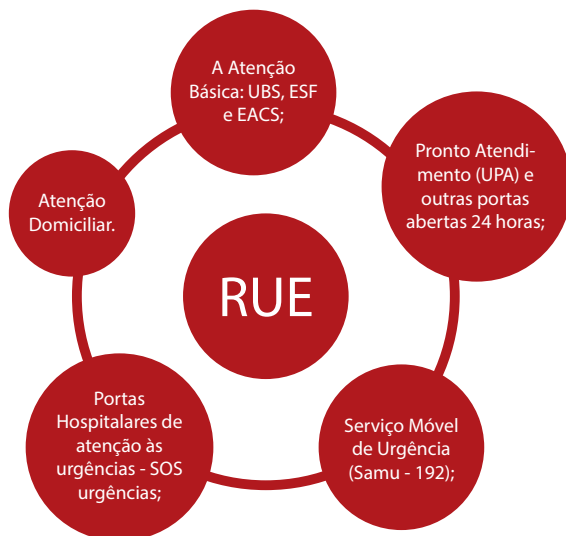 A Atenção
Básica: UBS, ESF
e EACS;
Pronto Atendi-
mento (UPA) e
outras portas
abertas 24 horas;
Atenção
Domiciliar.
RUE
Portas
Hospitalares de
atenção às
urgências - SOS
urgências;
Serviço Móvel
de Urgência
(Samu - 192);